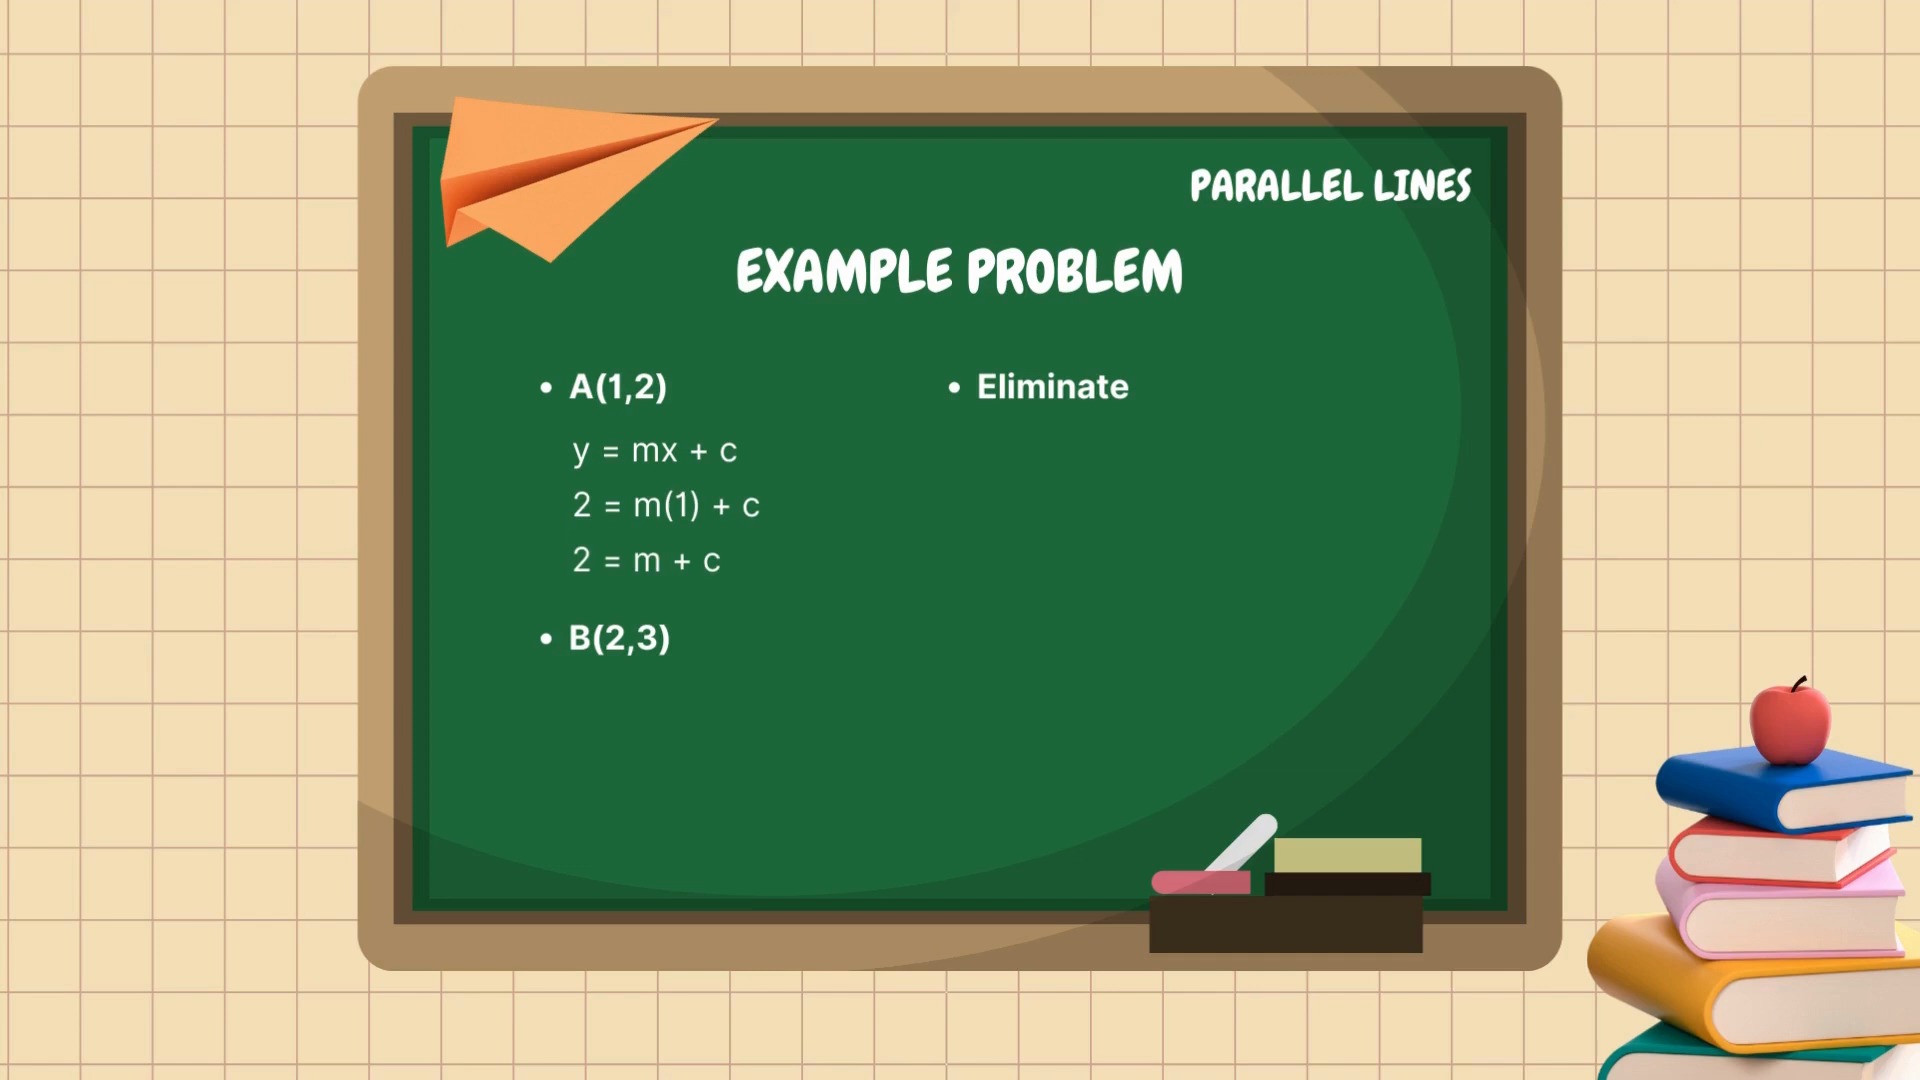 PARALLEL LINES
EXAMPLE PROBLEM
• A(1,2)
y = mx + c
2 = m(1) + c
2 = m + c
• B(2,3)
• Eliminate